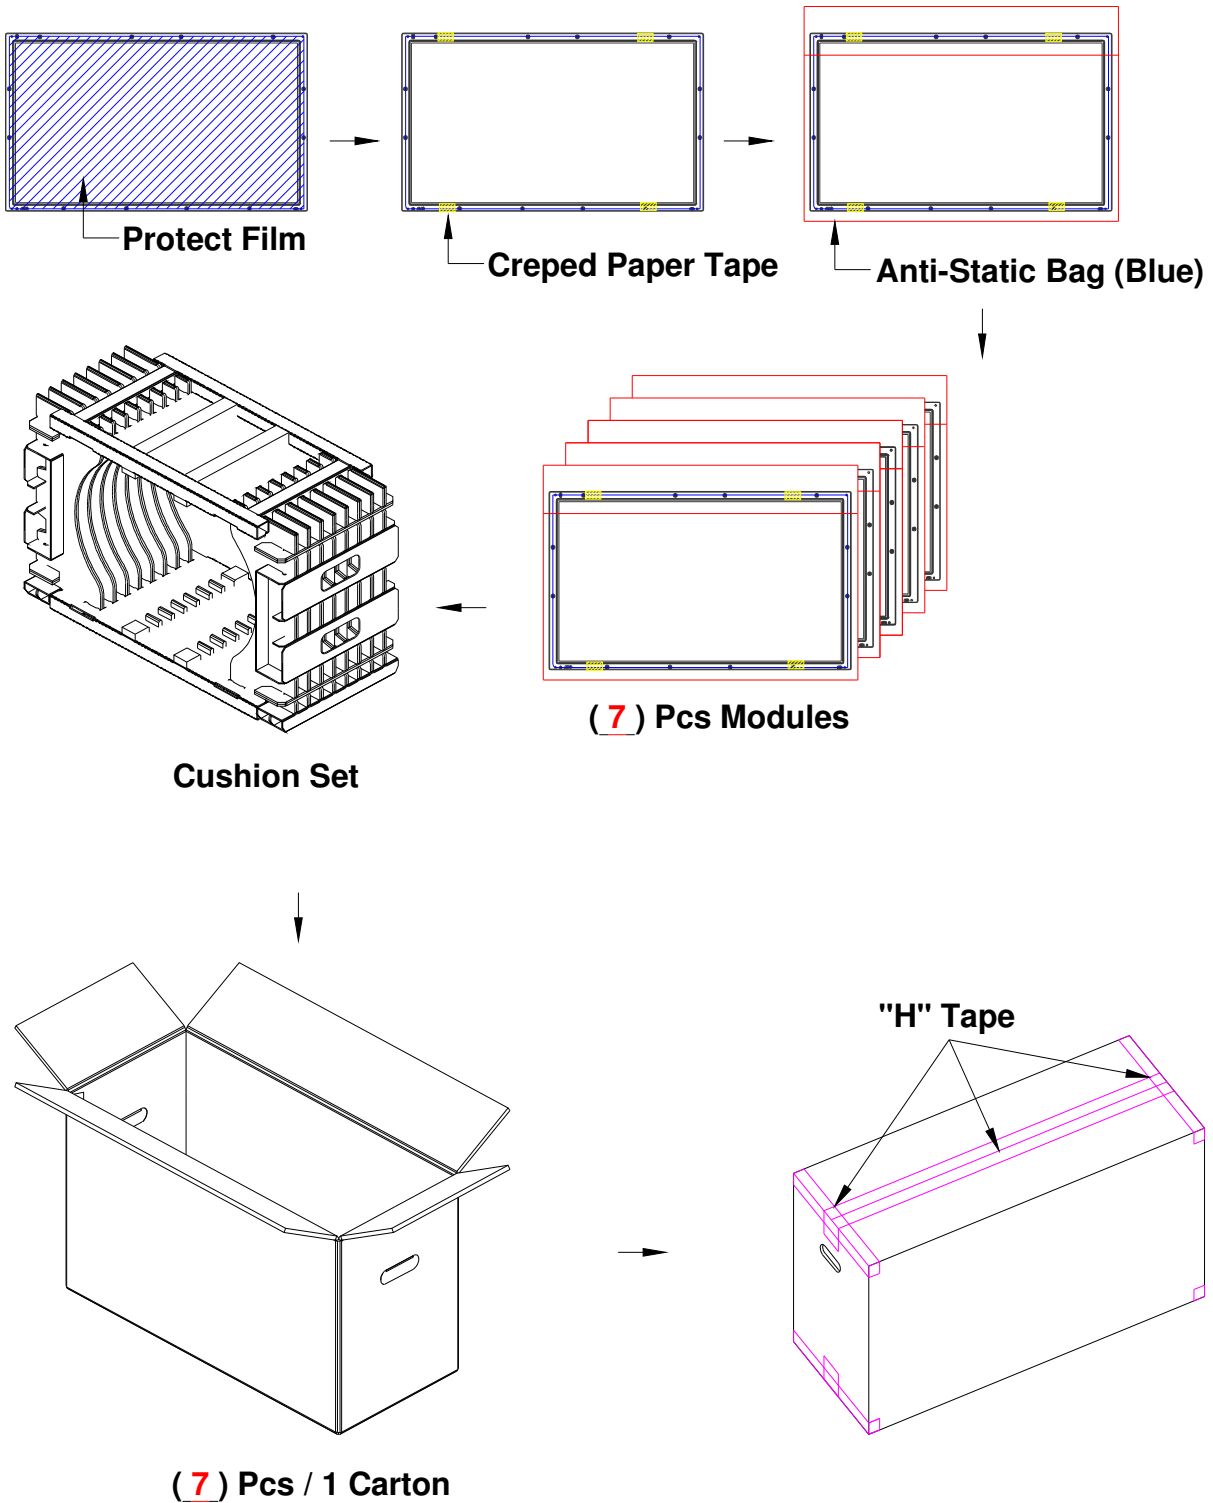 Protect Film
Creped Paper Tape
Anti-Static Bag (Blue)
( 7 ) Pcs Modules
Cushion Set
"H" Tape
( 7 ) Pcs / 1 Carton